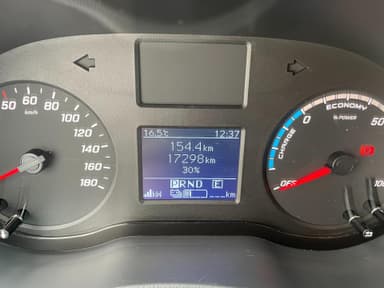 50 60 80 100 120 140 160 180
km/h
16.5°C 12:37
154.4km
17298km
30%
PRND E
---km
ECONOMY
0 50
%-POWER
CHARGE
OFF